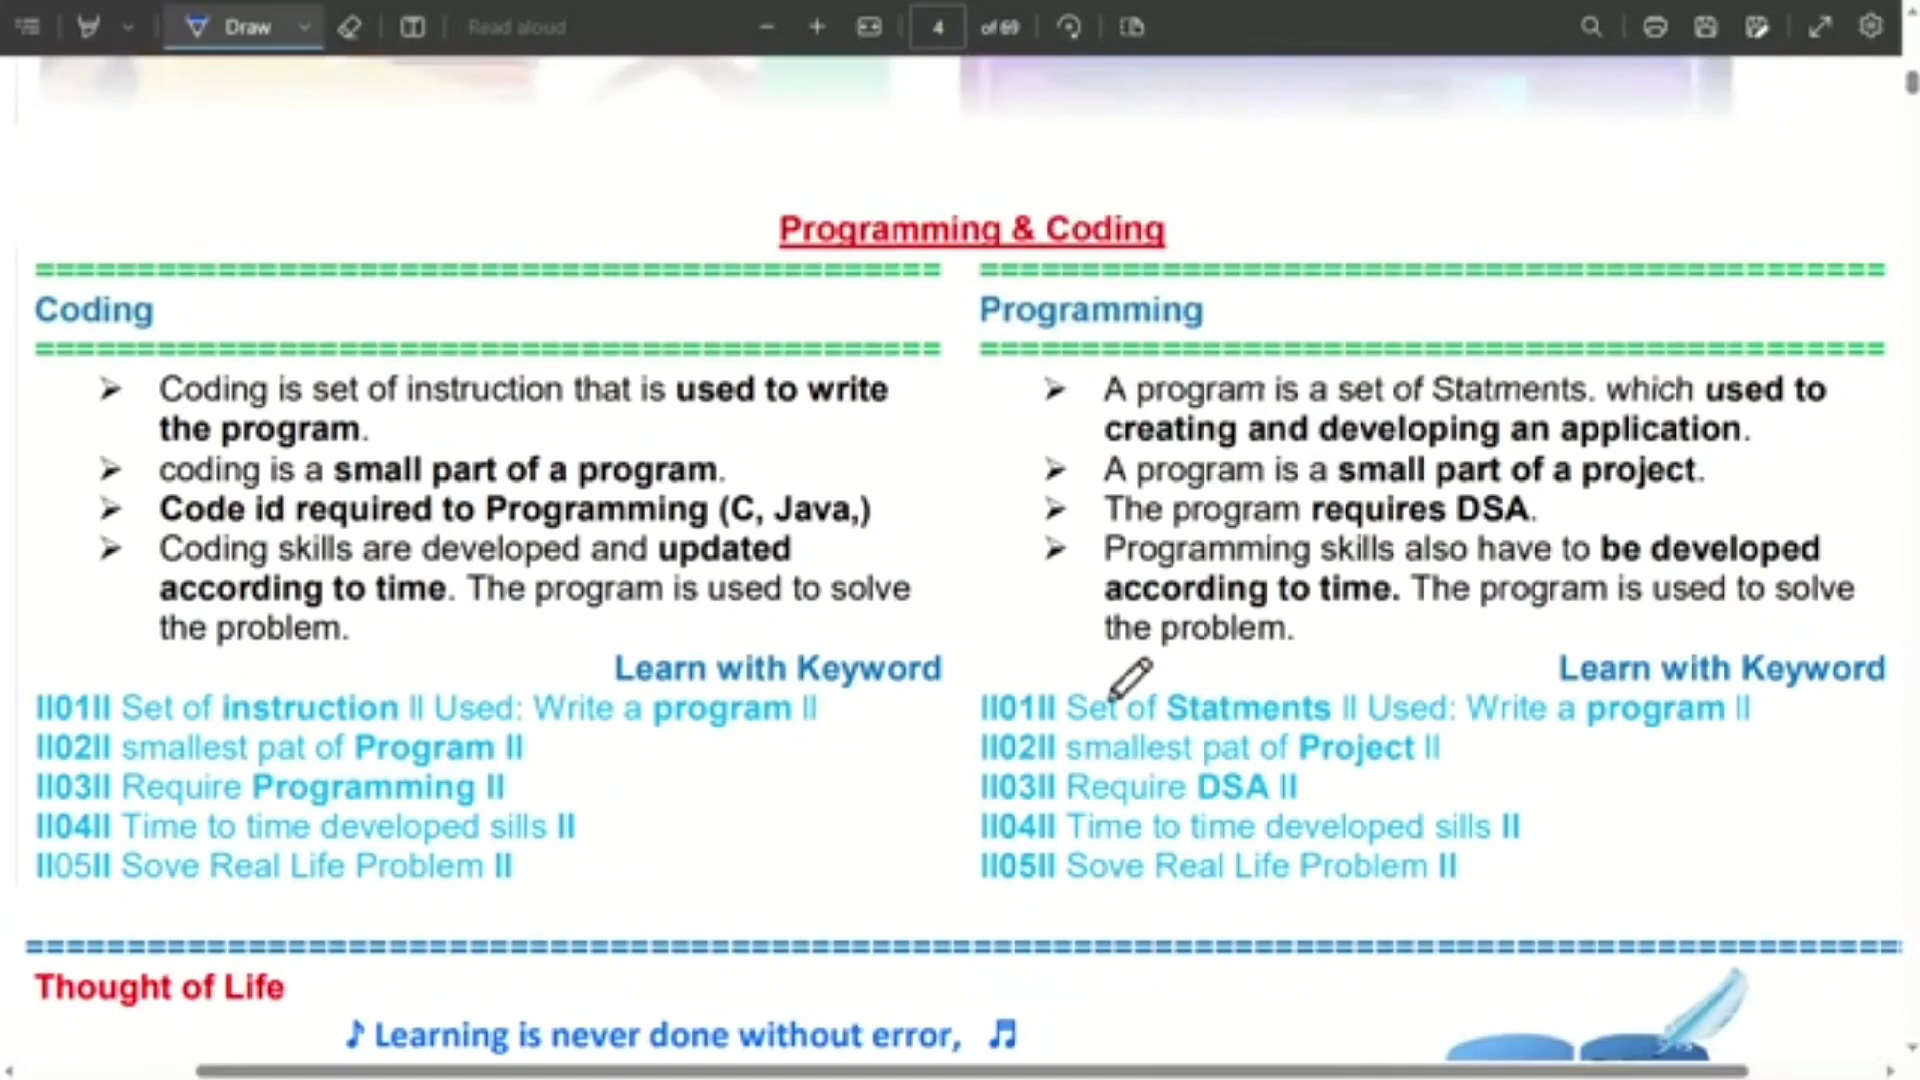 Draw
Read aloud
4 of 69
Programming & Coding
==============================================
Coding
==============================================
➢ Coding is set of instruction that is used to write
the program.
➢ coding is a small part of a program.
➢ Code id required to Programming (C, Java,)
➢ Coding skills are developed and updated
according to time. The program is used to solve
the problem.
Learn with Keyword
II01II Set of instruction II Used: Write a program II
II02II smallest pat of Program II
II03II Require Programming II
II04II Time to time developed sills II
II05II Sove Real Life Problem II
==============================================
Programming
==============================================
➢ A program is a set of Statments. which used to
creating and developing an application.
➢ A program is a small part of a project.
➢ The program requires DSA.
➢ Programming skills also have to be developed
according to time. The program is used to solve
the problem.
Learn with Keyword
II01II Set of Statments II Used: Write a program II
II02II smallest pat of Project II
II03II Require DSA II
II04II Time to time developed sills II
II05II Sove Real Life Problem II
==============================================
Thought of Life
♪ Learning is never done without error, ♫